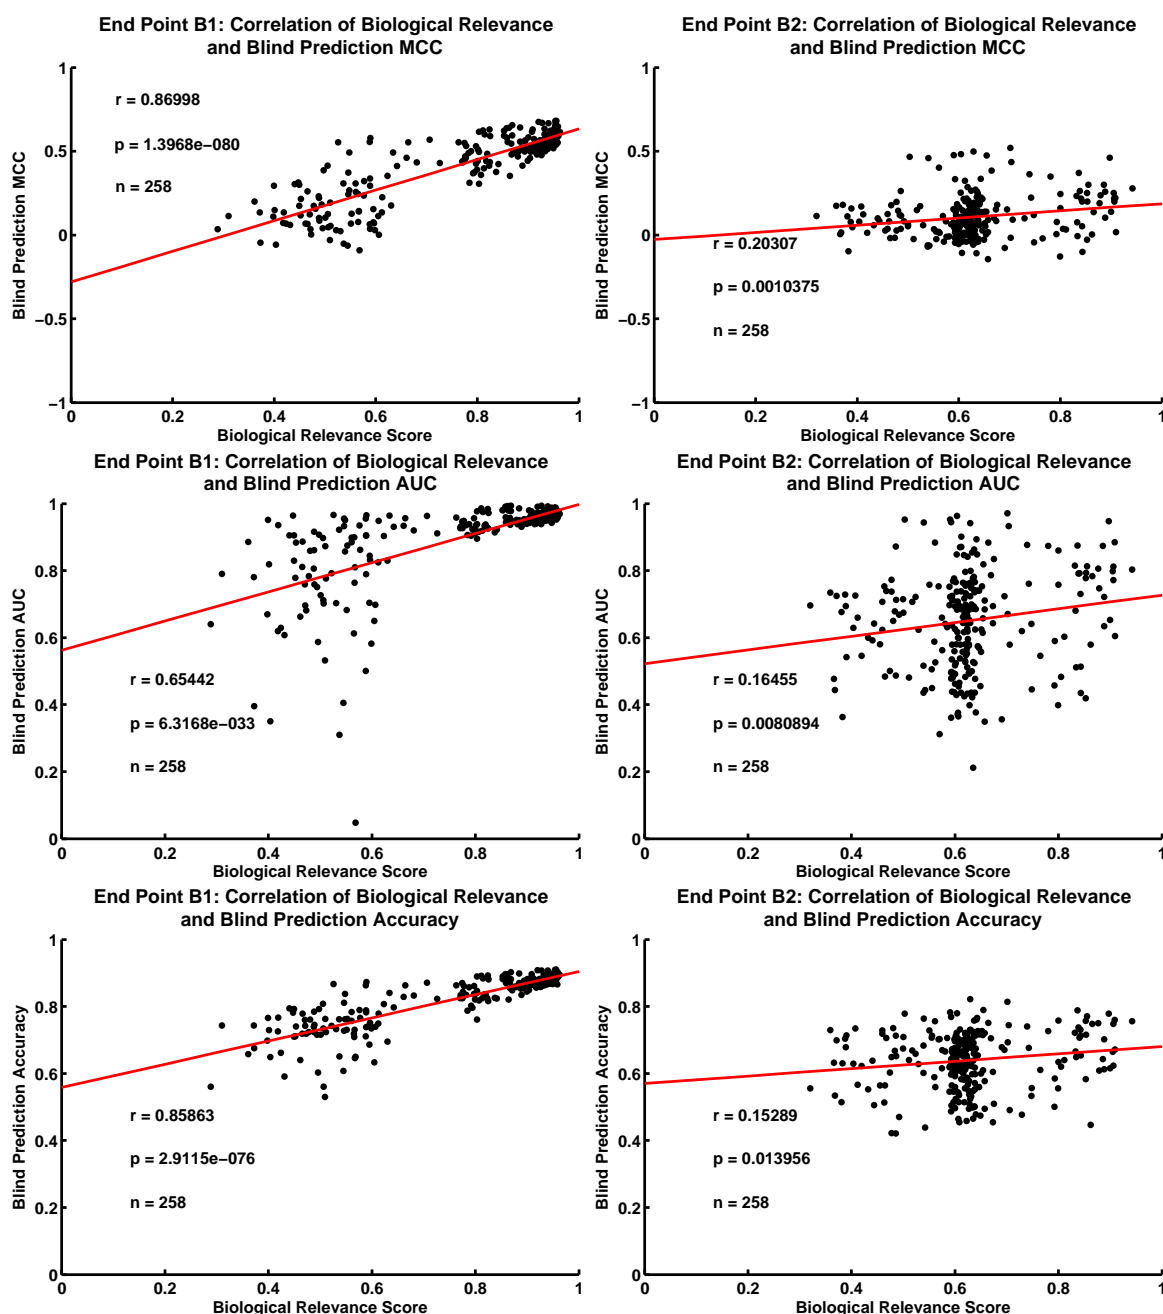 End Point B1: Correlation of Biological Relevance
and Blind Prediction MCC
1
0.5
0
−0.5
−1
0
0.2
0.4
0.6
0.8
1
Blind Prediction MCC
Biological Relevance Score
r = 0.86998
p = 1.3968e−080
n = 258
End Point B2: Correlation of Biological Relevance
and Blind Prediction MCC
1
0.5
0
−0.5
−1
0
0.2
0.4
0.6
0.8
1
Blind Prediction MCC
Biological Relevance Score
r = 0.20307
p = 0.0010375
n = 258
End Point B1: Correlation of Biological Relevance
and Blind Prediction AUC
1
0.8
0.6
0.4
0.2
0
0
0.2
0.4
0.6
0.8
1
Blind Prediction AUC
Biological Relevance Score
r = 0.65442
p = 6.3168e−033
n = 258
End Point B2: Correlation of Biological Relevance
and Blind Prediction AUC
1
0.8
0.6
0.4
0.2
0
0
0.2
0.4
0.6
0.8
1
Blind Prediction AUC
Biological Relevance Score
r = 0.16455
p = 0.0080894
n = 258
End Point B1: Correlation of Biological Relevance
and Blind Prediction Accuracy
1
0.8
0.6
0.4
0.2
0
0
0.2
0.4
0.6
0.8
1
Blind Prediction Accuracy
Biological Relevance Score
r = 0.85863
p = 2.9115e−076
n = 258
End Point B2: Correlation of Biological Relevance
and Blind Prediction Accuracy
1
0.8
0.6
0.4
0.2
0
0
0.2
0.4
0.6
0.8
1
Blind Prediction Accuracy
Biological Relevance Score
r = 0.15289
p = 0.013956
n = 258